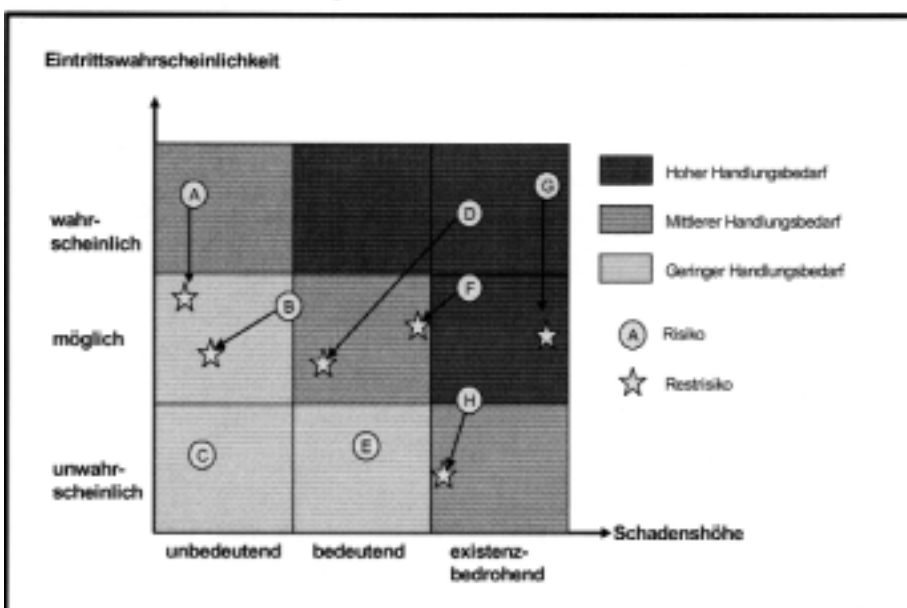 Eintrittswahrscheinlichkeit
A
G
D
Hoher Handlungsbedarf
wahr-
scheinlich
Mittlerer Handlungsbedarf
Geringer Handlungsbedarf
F
B
möglich
A Risiko
Restrisiko
H
C
E
unwahr-
scheinlich
Schadenshöhe
unbedeutend
bedeutend
existenz-
bedrohend